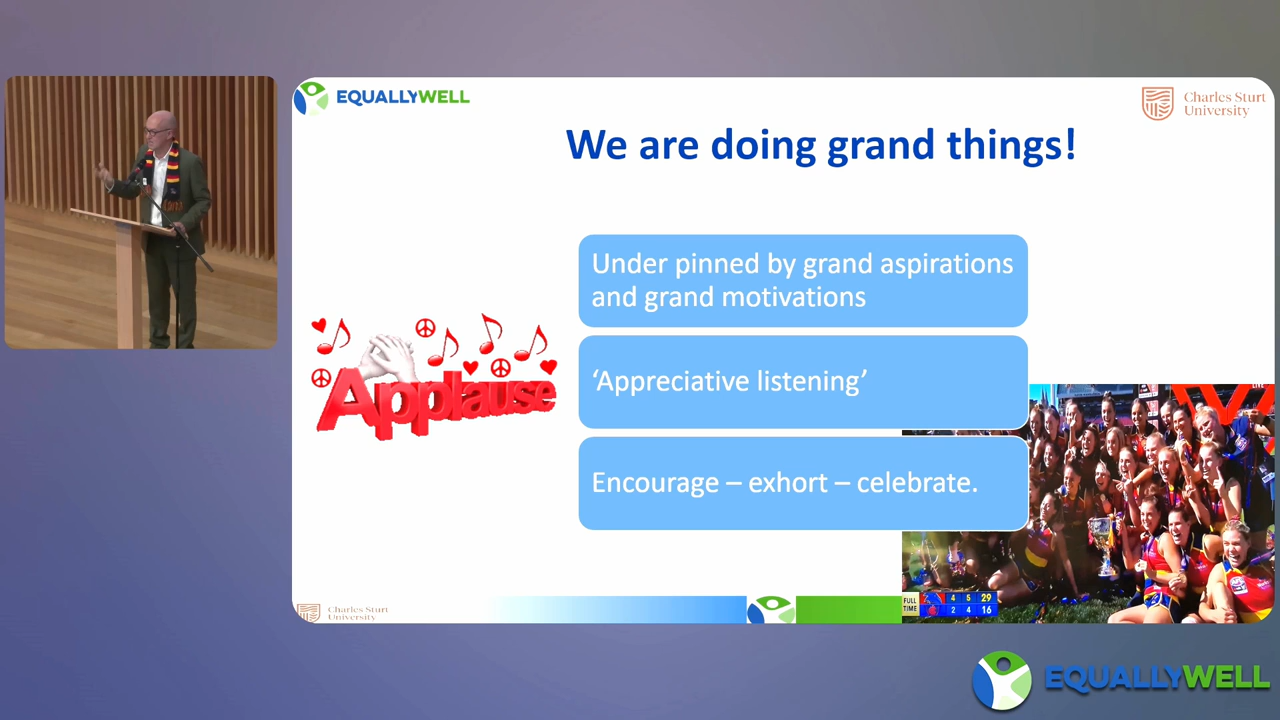 EQUALLYWELL
Charles Sturt
University
We are doing grand things!
Under pinned by grand aspirations
and grand motivations
‘Appreciative listening’
Encourage – exhort – celebrate.
Applause
LIVE
FULL
TIME
4 5 29
2 4 16
Charles Sturt
University
EQUALLYWELL